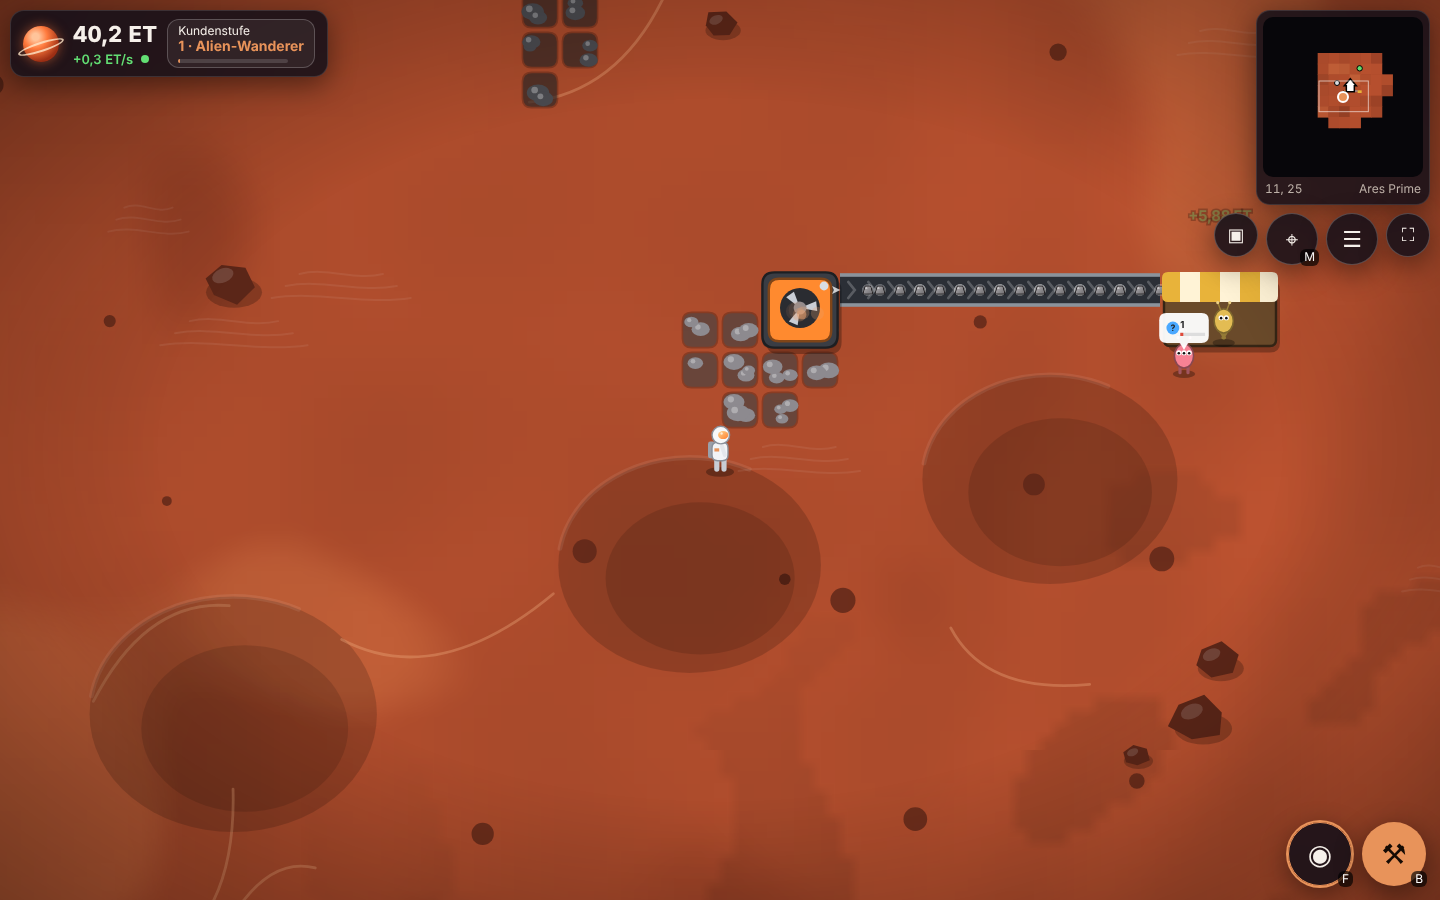 40,2 ET
+0,3 ET/s
Kundenstufe
1 · Alien-Wanderer
11, 25
Ares Prime
M
? 1
F
B